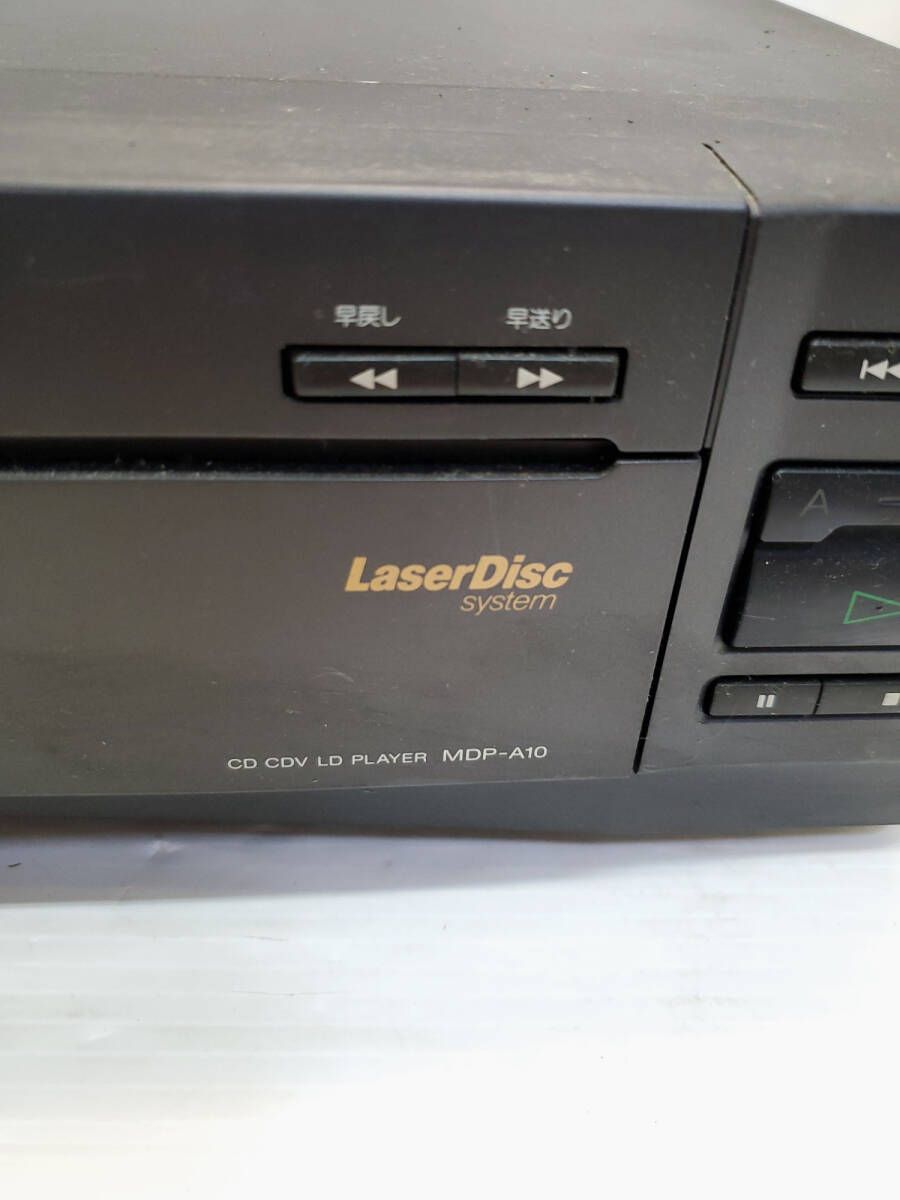 早戻し 早送り
A
LaserDisc
system
CD CDV LD PLAYER MDP-A10